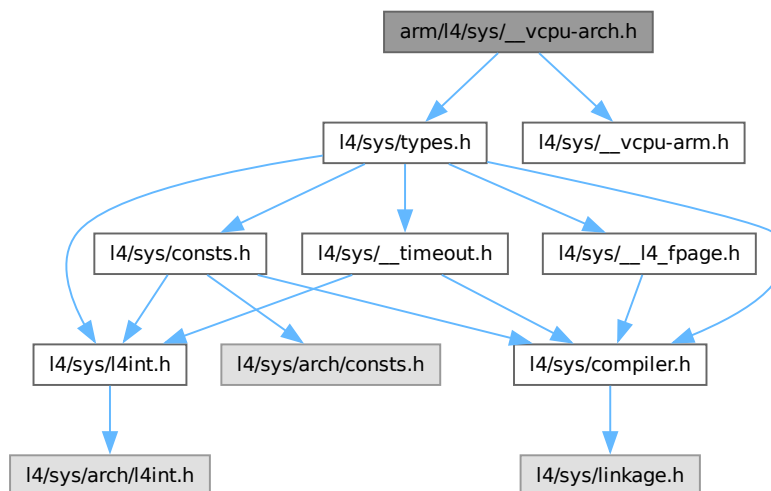 arm/l4/sys/__vcpu-arch.h
l4/sys/types.h
l4/sys/__vcpu-arm.h
l4/sys/consts.h
l4/sys/__timeout.h
l4/sys/__l4_fpage.h
l4/sys/l4int.h
l4/sys/arch/consts.h
l4/sys/compiler.h
l4/sys/arch/l4int.h
l4/sys/linkage.h